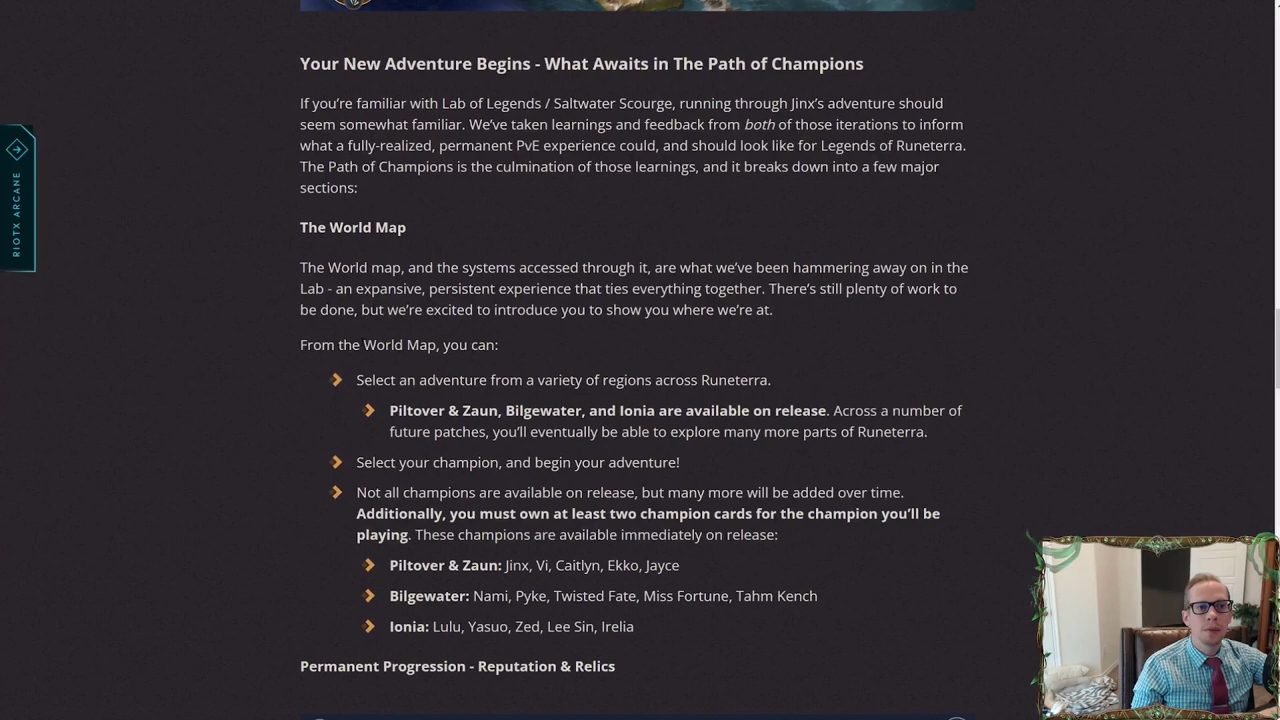 Your New Adventure Begins - What Awaits in The Path of Champions
If you’re familiar with Lab of Legends / Saltwater Scourge, running through Jinx’s adventure should
seem somewhat familiar. We’ve taken learnings and feedback from both of those iterations to inform
what a fully-realized, permanent PvE experience could, and should look like for Legends of Runeterra.
The Path of Champions is the culmination of those learnings, and it breaks down into a few major
sections:
The World Map
The World map, and the systems accessed through it, are what we’ve been hammering away on in the
Lab - an expansive, persistent experience that ties everything together. There’s still plenty of work to
be done, but we’re excited to introduce you to show you where we’re at.
From the World Map, you can:
Select an adventure from a variety of regions across Runeterra.
Piltover & Zaun, Bilgewater, and Ionia are available on release. Across a number of
future patches, you’ll eventually be able to explore many more parts of Runeterra.
Select your champion, and begin your adventure!
Not all champions are available on release, but many more will be added over time.
Additionally, you must own at least two champion cards for the champion you’ll be
playing. These champions are available immediately on release:
Piltover & Zaun: Jinx, Vi, Caitlyn, Ekko, Jayce
Bilgewater: Nami, Pyke, Twisted Fate, Miss Fortune, Tahm Kench
Ionia: Lulu, Yasuo, Zed, Lee Sin, Irelia
Permanent Progression - Reputation & Relics
RIOTX ARCANE